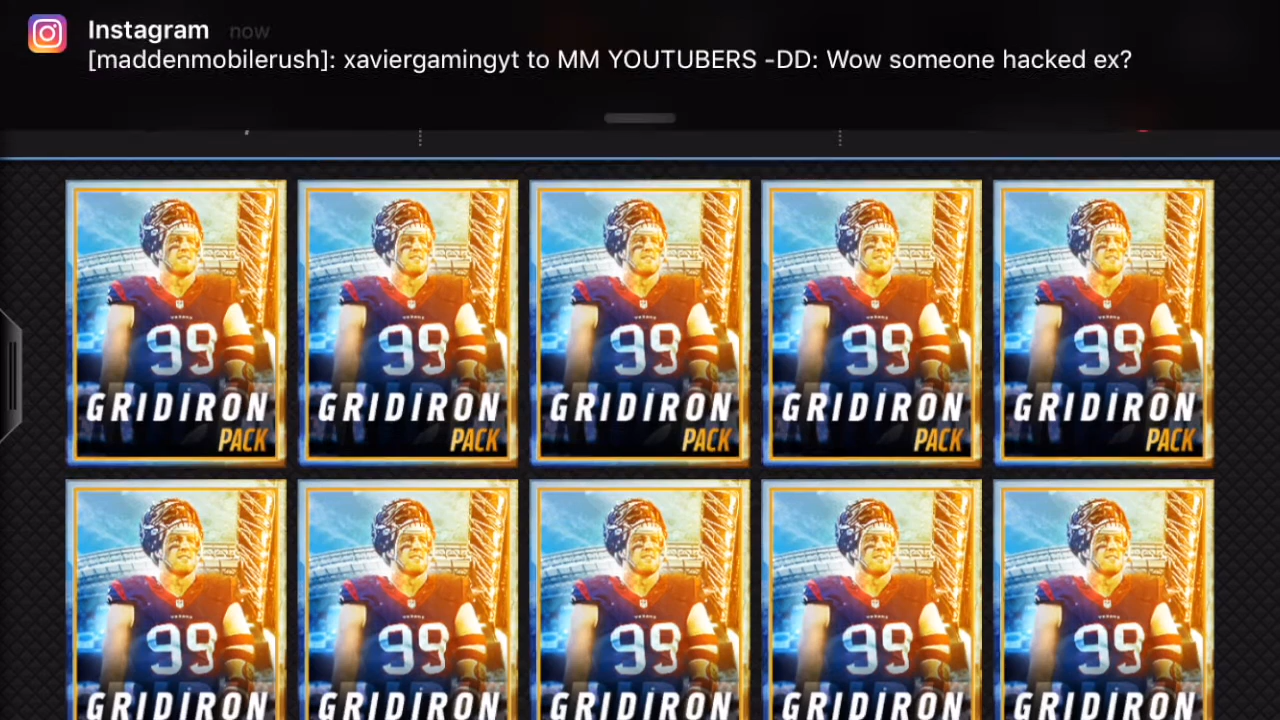 Instagram now
[maddenmobilerush]: xaviergamingyt to MM YOUTUBERS -DD: Wow someone hacked ex?
99 99 99 99 99
GRIDIRON GRIDIRON GRIDIRON GRIDIRON GRIDIRON
PACK PACK PACK PACK PACK
99 99 99 99 99
GRIDIRON GRIDIRON GRIDIRON GRIDIRON GRIDIRON